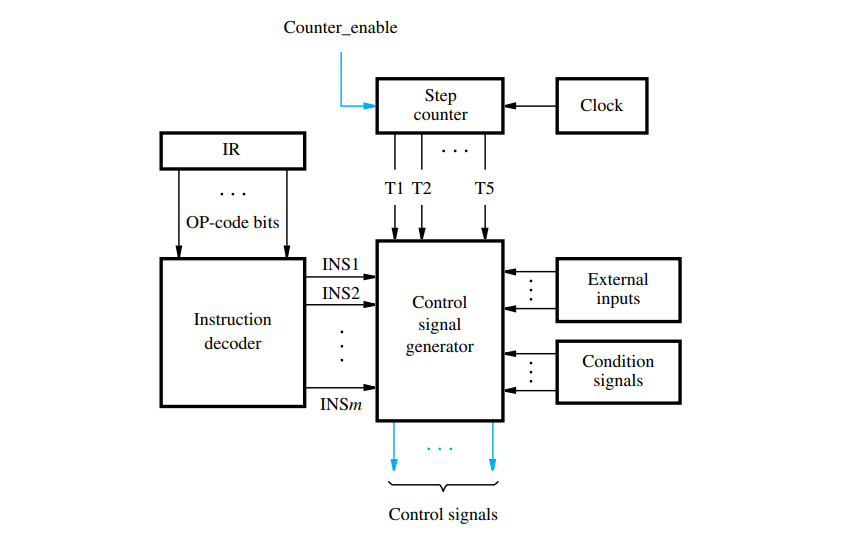 Counter_enable
Step
counter
Clock
IR
. . .
. . .
T1 T2 T5
OP-code bits
INS1
INS2
INSm
Instruction
decoder
Control
signal
generator
External
inputs
Condition
signals
. . .
Control signals